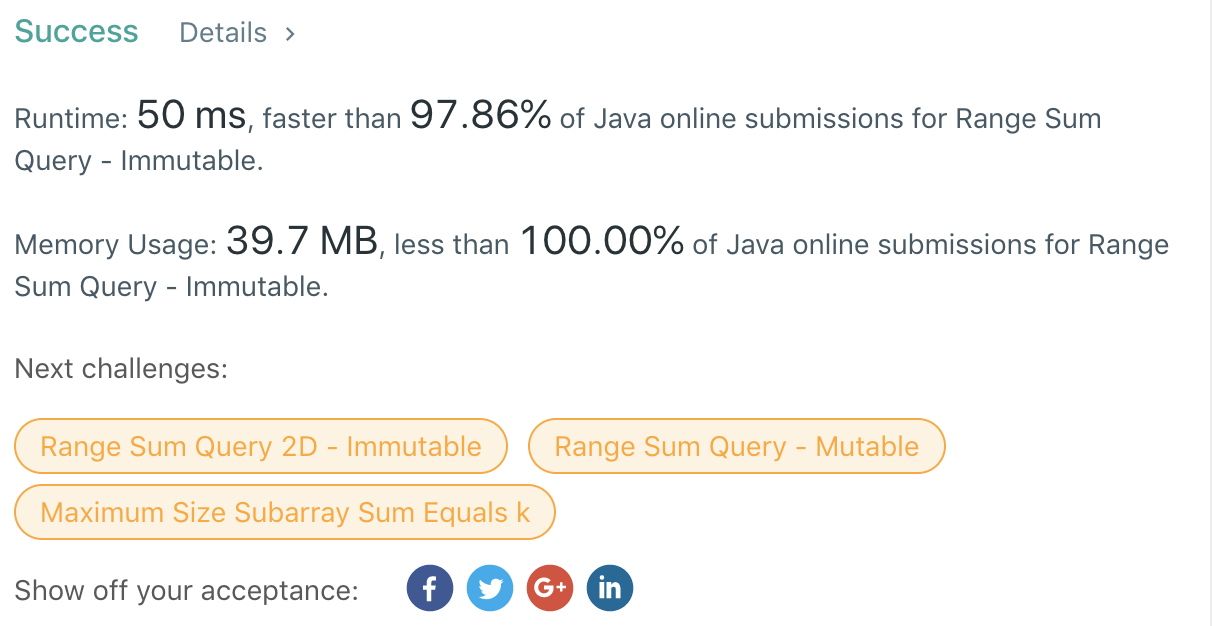 Success Details >
Runtime: 50 ms, faster than 97.86% of Java online submissions for Range Sum
Query - Immutable.
Memory Usage: 39.7 MB, less than 100.00% of Java online submissions for Range
Sum Query - Immutable.
Next challenges:
Range Sum Query 2D - Immutable Range Sum Query - Mutable
Maximum Size Subarray Sum Equals k
Show off your acceptance: f G+ in